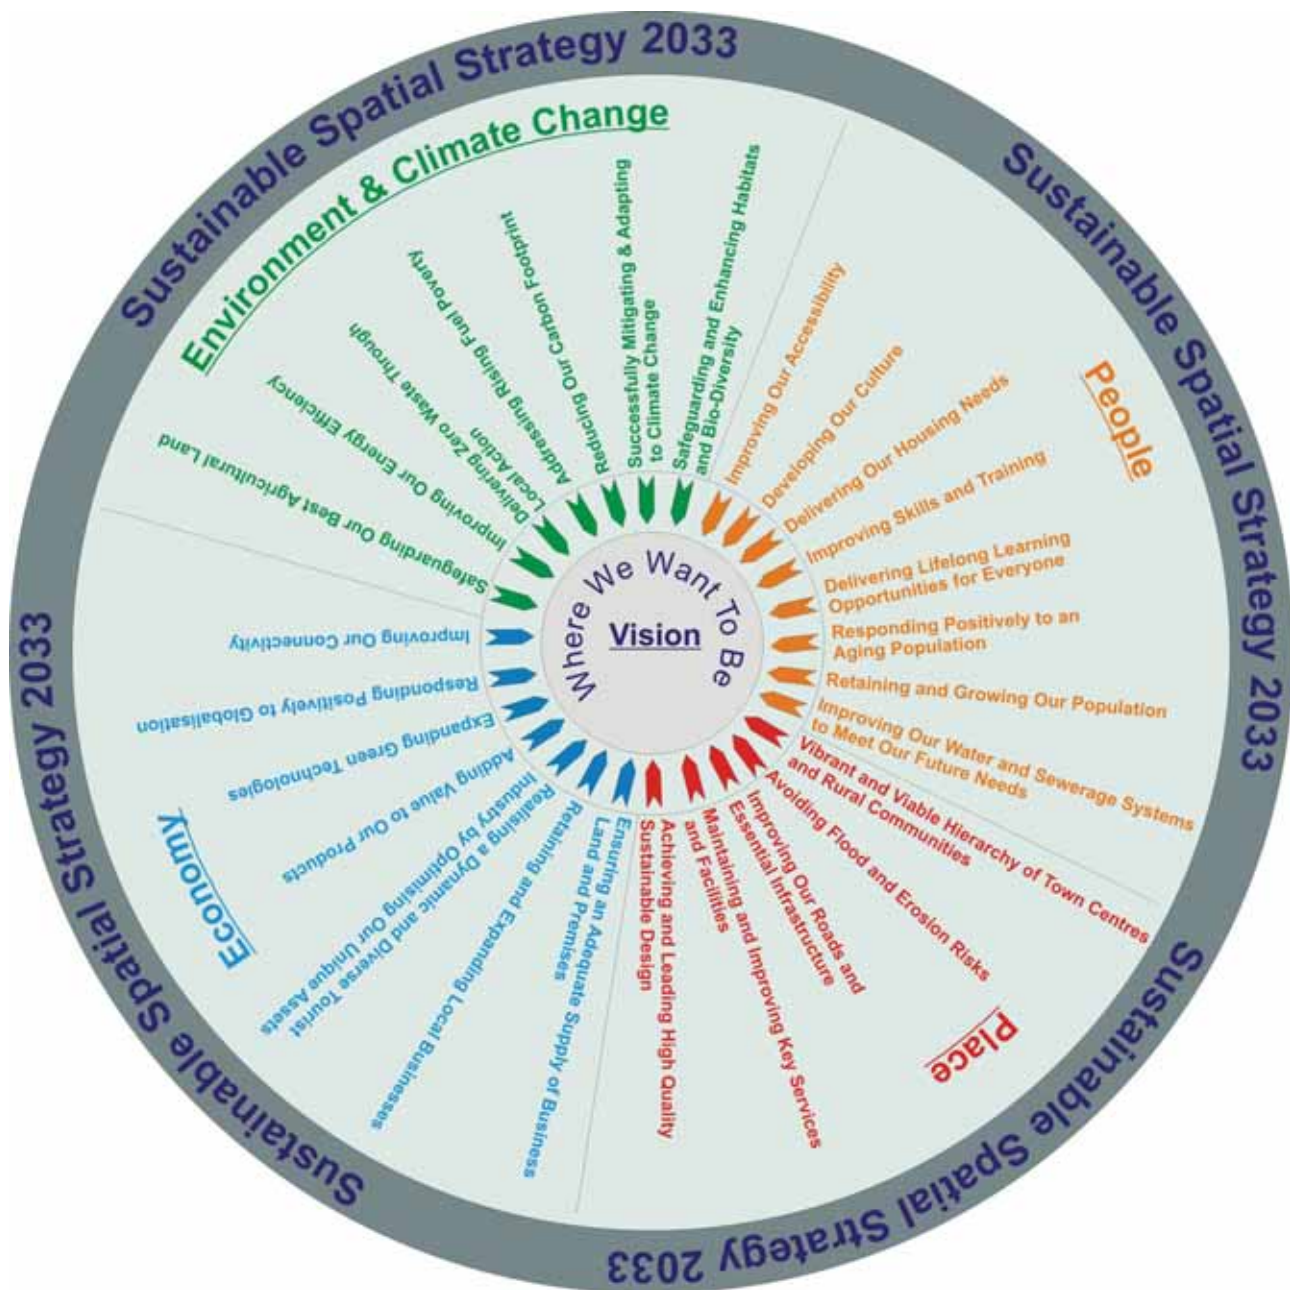 Sustainable Spatial Strategy 2033
Sustainable Spatial Strategy 2033
Sustainable Spatial Strategy 2033
Sustainable Spatial Strategy 2033
Environment & Climate Change
Safeguarding Our Best Agricultural Land
Improving Our Energy Efficiency
Delivering Zero Waste Through
Local Action
Addressing Rising Fuel Poverty
Reducing Our Carbon Footprint
Successfully Mitigating & Adapting
to Climate Change
Safeguarding and Enhancing Habitats
and Bio-Diversity
People
Improving Our Accessibility
Developing Our Culture
Delivering Our Housing Needs
Improving Skills and Training
Delivering Lifelong Learning
Opportunities for Everyone
Responding Positively to an
Aging Population
Retaining and Growing Our Population
Improving Our Water and Sewerage Systems
to Meet Our Future Needs
Place
Vibrant and Viable Hierarchy of Town Centres
and Rural Communities
Avoiding Flood and Erosion Risks
Improving Our Roads and
Essential Infrastructure
Maintaining and Improving Key Services
and Facilities
Achieving and Leading High Quality
Sustainable Design
Economy
Ensuring an Adequate Supply of Business
Land and Premises
Retaining and Expanding Local Businesses
Realising a Dynamic and Diverse Tourist
Industry by Optimising Our Unique Assets
Adding Value to Our Products
Expanding Green Technologies
Responding Positively to Globalisation
Improving Our Connectivity
Where We Want To Be
Vision